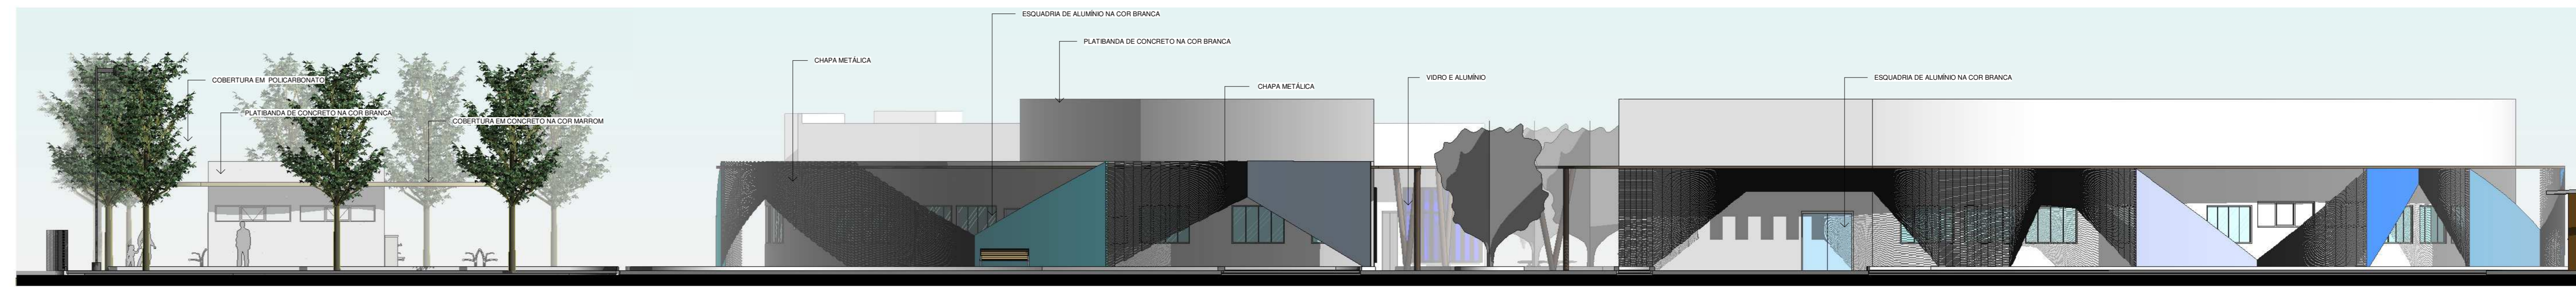 ESQUADRIA DE ALUMÍNIO NA COR BRANCA
PLATIBANDA DE CONCRETO NA COR BRANCA
CHAPA METÁLICA
COBERTURA EM POLICARBONATO
VIDRO E ALUMÍNIO
ESQUADRIA DE ALUMÍNIO NA COR BRANCA
CHAPA METÁLICA
PLATIBANDA DE CONCRETO NA COR BRANCA
COBERTURA EM CONCRETO NA COR MARROM